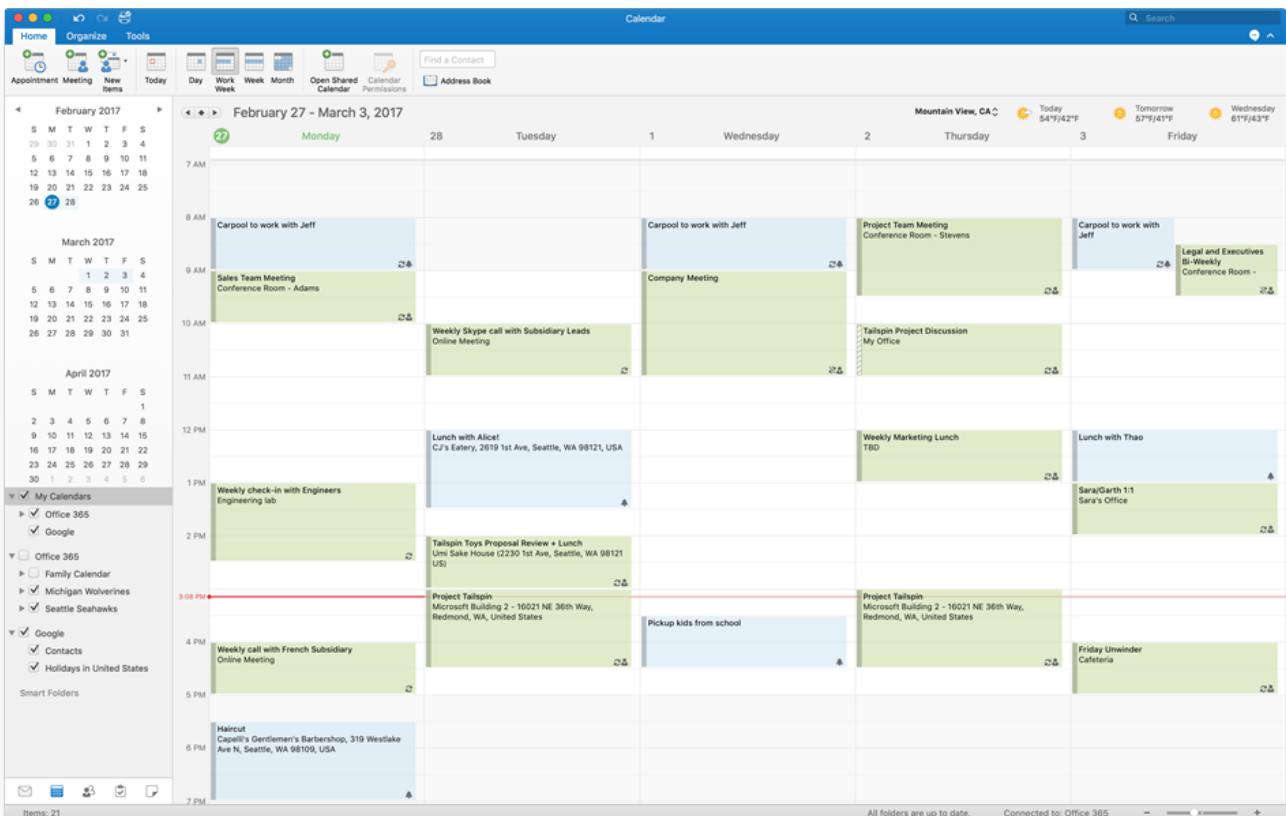 Calendar
Search
Home Organize Tools
Appointment Meeting New Items Today Day Work Week Week Month Open Shared Calendar Calendar Permissions
Find a Contact
Address Book
February 2017
S M T W T F S
29 30 31 1 2 3 4
5 6 7 8 9 10 11
12 13 14 15 16 17 18
19 20 21 22 23 24 25
26 27 28
March 2017
S M T W T F S
1 2 3 4
5 6 7 8 9 10 11
12 13 14 15 16 17 18
19 20 21 22 23 24 25
26 27 28 29 30 31
April 2017
S M T W T F S
1
2 3 4 5 6 7 8
9 10 11 12 13 14 15
16 17 18 19 20 21 22
23 24 25 26 27 28 29
30 1 2 3 4 5 6
My Calendars
Office 365
Google
Office 365
Family Calendar
Michigan Wolverines
Seattle Seahawks
Google
Contacts
Holidays in United States
Smart Folders
February 27 - March 3, 2017
Mountain View, CA
Today
54°F/42°F
Tomorrow
57°F/41°F
Wednesday
61°F/43°F
27 Monday
28 Tuesday
1 Wednesday
2 Thursday
3 Friday
7 AM
8 AM
9 AM
10 AM
11 AM
12 PM
1 PM
2 PM
3:08 PM
4 PM
5 PM
6 PM
7 PM
Carpool to work with Jeff
Sales Team Meeting
Conference Room - Adams
Weekly check-in with Engineers
Engineering lab
Weekly call with French Subsidiary
Online Meeting
Haircut
Capelli's Gentlemen's Barbershop, 319 Westlake
Ave N, Seattle, WA 98109, USA
Weekly Skype call with Subsidiary Leads
Online Meeting
Lunch with Alice!
CJ's Eatery, 2619 1st Ave, Seattle, WA 98121, USA
Tailspin Toys Proposal Review + Lunch
Umi Sake House (2230 1st Ave, Seattle, WA 98121
US)
Project Tailspin
Microsoft Building 2 - 16021 NE 36th Way,
Redmond, WA, United States
Carpool to work with Jeff
Company Meeting
Pickup kids from school
Project Team Meeting
Conference Room - Stevens
Tailspin Project Discussion
My Office
Weekly Marketing Lunch
TBD
Project Tailspin
Microsoft Building 2 - 16021 NE 36th Way,
Redmond, WA, United States
Carpool to work with
Jeff
Legal and Executives
Bi-Weekly
Conference Room -
Lunch with Thao
Sara/Garth 1:1
Sara's Office
Friday Unwinder
Cafeteria
Items: 21
All folders are up to date.
Connected to: Office 365